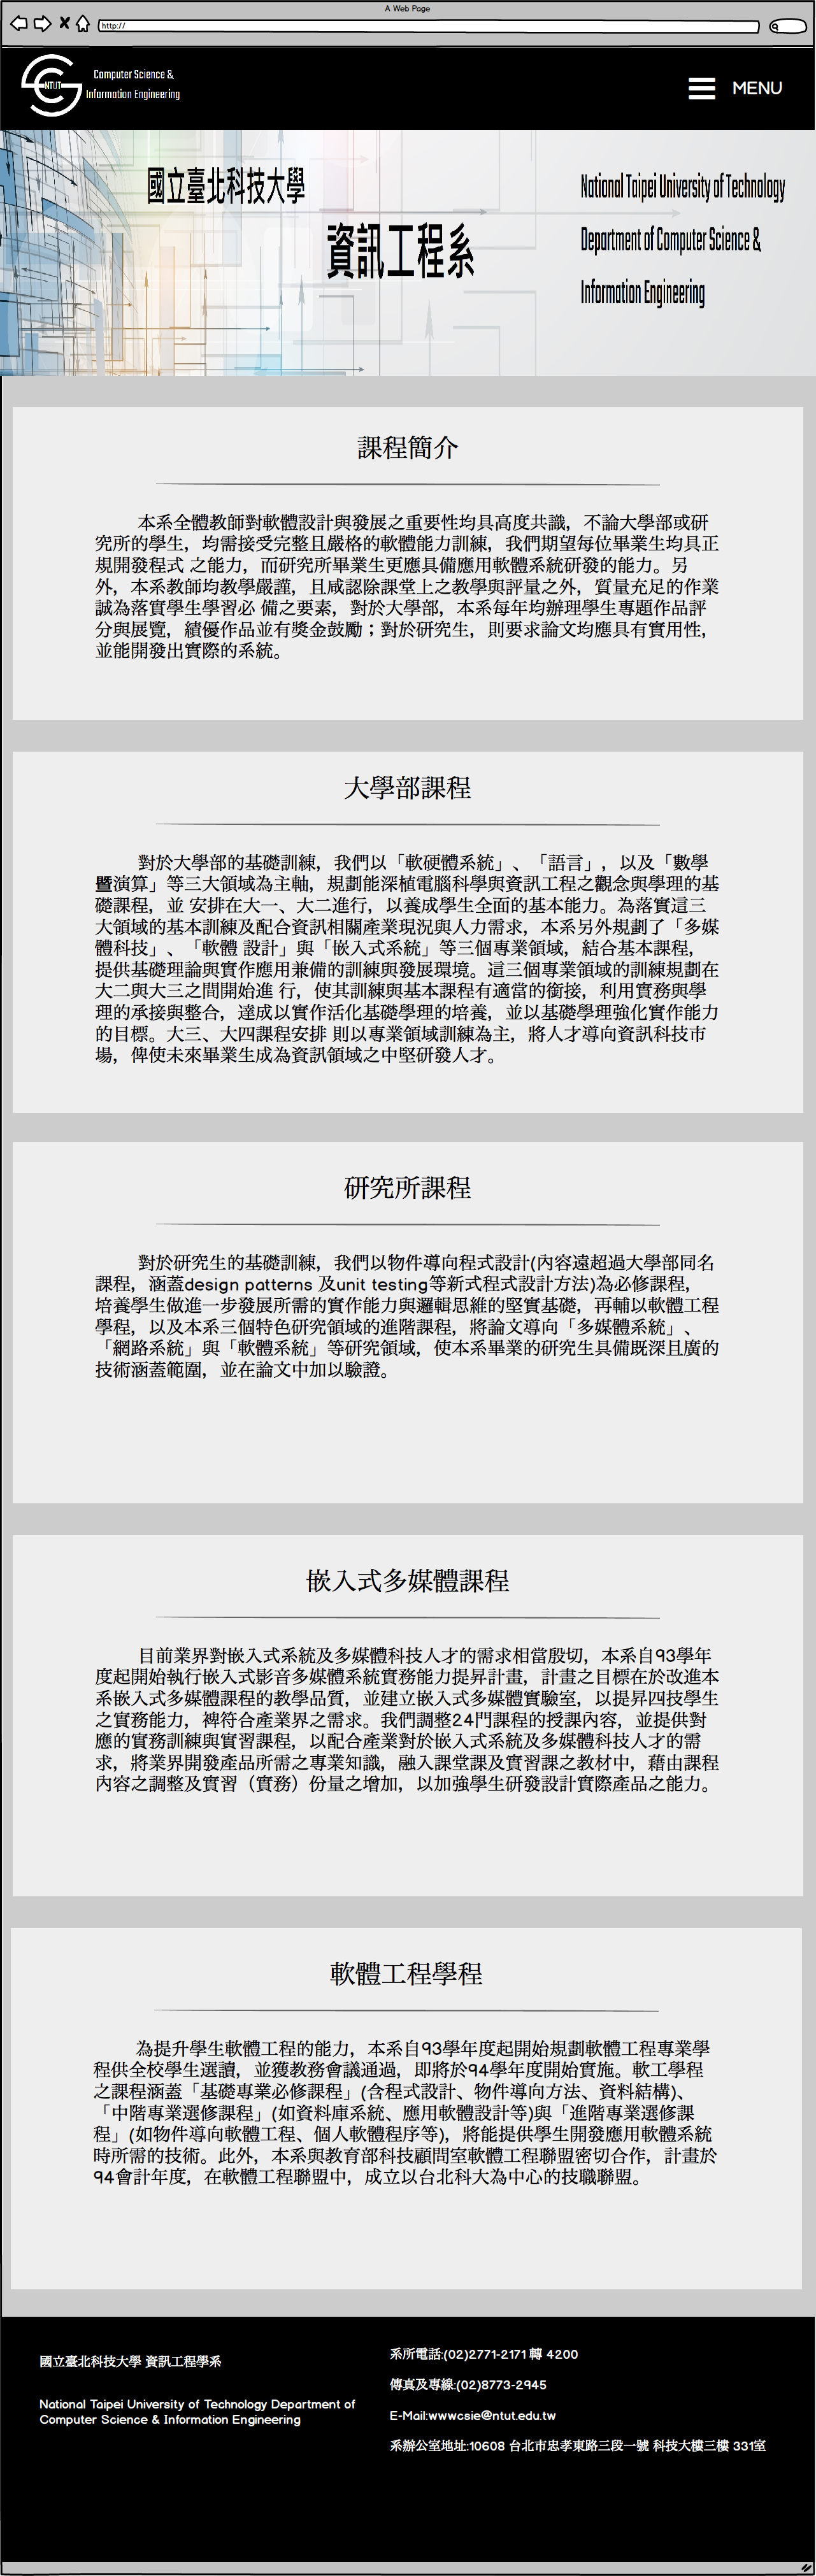 A Web Page
http://
NTUT
Computer Science &
Information Engineering
MENU
國立臺北科技大學
資訊工程系
National Taipei University of Technology
Department of Computer Science &
Information Engineering
課程簡介
本系全體教師對軟體設計與發展之重要性均具高度共識，不論大學部或研
究所的學生，均需接受完整且嚴格的軟體能力訓練，我們期望每位畢業生均具正
規開發程式 之能力，而研究所畢業生更應具備應用軟體系統研發的能力。另
外，本系教師均教學嚴謹，且咸認除課堂上之教學與評量之外，質量充足的作業
誠為落實學生學習必 備之要素，對於大學部，本系每年均辦理學生專題作品評
分與展覽，績優作品並有獎金鼓勵；對於研究生，則要求論文均應具有實用性，
並能開發出實際的系統。
大學部課程
對於大學部的基礎訓練，我們以「軟硬體系統」、「語言」，以及「數學
暨演算」等三大領域為主軸，規劃能深植電腦科學與資訊工程之觀念與學理的基
礎課程，並 安排在大一、大二進行，以養成學生全面的基本能力。為落實這三
大領域的基本訓練及配合資訊相關產業現況與人力需求，本系另外規劃了「多媒
體科技」、「軟體 設計」與「嵌入式系統」等三個專業領域，結合基本課程，
提供基礎理論與實作應用兼備的訓練與發展環境。這三個專業領域的訓練規劃在
大二與大三之間開始進 行，使其訓練與基本課程有適當的銜接，利用實務與學
理的承接與整合，達成以實作活化基礎學理的培養，並以基礎學理強化實作能力
的目標。大三、大四課程安排 則以專業領域訓練為主，將人才導向資訊科技市
場，俾使未來畢業生成為資訊領域之中堅研發人才。
研究所課程
對於研究生的基礎訓練，我們以物件導向程式設計(內容遠超過大學部同名
課程，涵蓋design patterns 及unit testing等新式程式設計方法)為必修課程，
培養學生做進一步發展所需的實作能力與邏輯思維的堅實基礎，再輔以軟體工程
學程，以及本系三個特色研究領域的進階課程，將論文導向「多媒體系統」、
「網路系統」與「軟體系統」等研究領域，使本系畢業的研究生具備既深且廣的
技術涵蓋範圍，並在論文中加以驗證。
嵌入式多媒體課程
目前業界對嵌入式系統及多媒體科技人才的需求相當殷切，本系自93學年
度起開始執行嵌入式影音多媒體系統實務能力提昇計畫，計畫之目標在於改進本
系嵌入式多媒體課程的教學品質，並建立嵌入式多媒體實驗室，以提昇四技學生
之實務能力，裨符合產業界之需求。我們調整24門課程的授課內容，並提供對
應的實務訓練與實習課程，以配合產業對於嵌入式系統及多媒體科技人才的需
求，將業界開發產品所需之專業知識，融入課堂課及實習課之教材中，藉由課程
內容之調整及實習（實務）份量之增加，以加強學生研發設計實際產品之能力。
軟體工程學程
為提升學生軟體工程的能力，本系自93學年度起開始規劃軟體工程專業學
程供全校學生選讀，並獲教務會議通過，即將於94學年度開始實施。軟工學程
之課程涵蓋「基礎專業必修課程」(含程式設計、物件導向方法、資料結構)、
「中階專業選修課程」(如資料庫系統、應用軟體設計等)與「進階專業選修課
程」(如物件導向軟體工程、個人軟體程序等)，將能提供學生開發應用軟體系統
時所需的技術。此外，本系與教育部科技顧問室軟體工程聯盟密切合作，計畫於
94會計年度，在軟體工程聯盟中，成立以台北科大為中心的技職聯盟。
國立臺北科技大學 資訊工程學系
National Taipei University of Technology Department of
Computer Science & Information Engineering
系所電話:(02)2771-2171 轉 4200
傳真及專線:(02)8773-2945
E-Mail:wwwcsie@ntut.edu.tw
系辦公室地址:10608 台北市忠孝東路三段一號 科技大樓三樓 331室